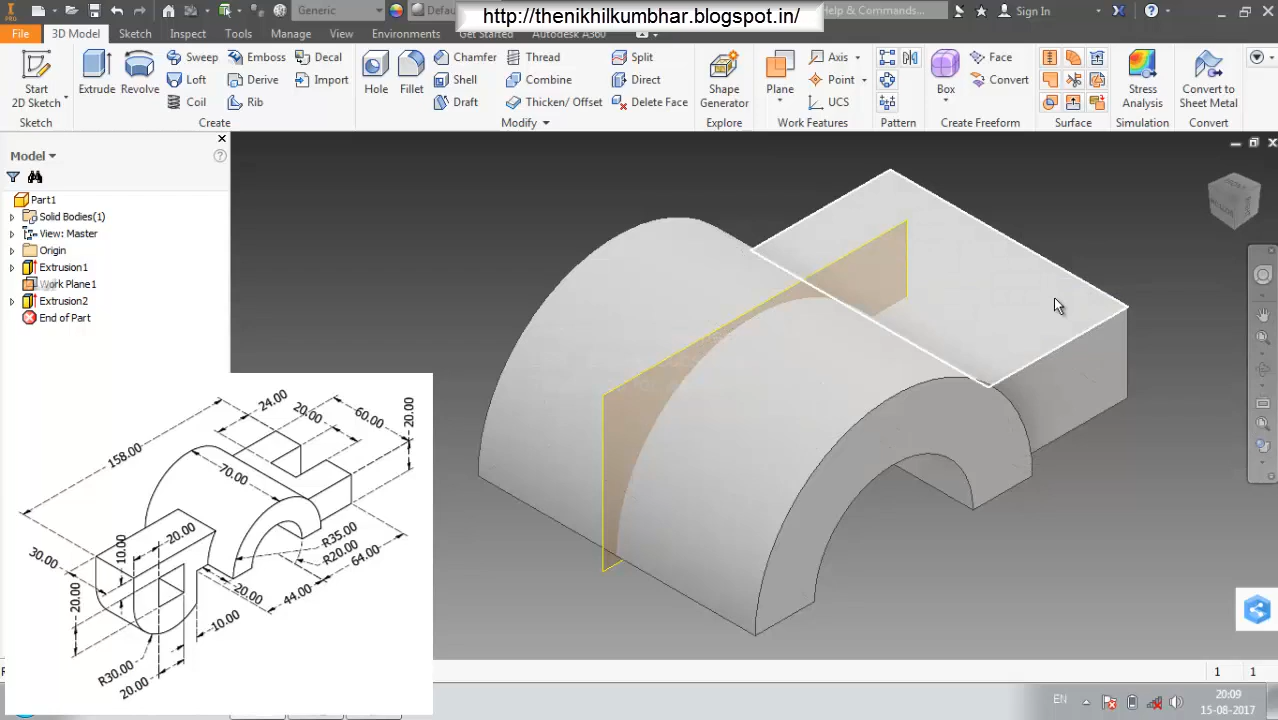 http://thenikhilkumbhar.blogspot.in/
PRO
Generic
Defau
Help & Commands...
Sign In
File 3D Model Sketch Inspect Tools Manage View Environments Get Started Autodesk A360
Start
2D Sketch
Sketch
Extrude
Revolve
Sweep
Loft
Coil
Emboss
Derive
Rib
Decal
Import
Create
Hole
Fillet
Chamfer
Shell
Draft
Thread
Combine
Thicken/ Offset
Split
Direct
Delete Face
Modify
Shape
Generator
Explore
Plane
Axis
Point
UCS
Work Features
Pattern
Box
Face
Convert
Create Freeform
Surface
Stress
Analysis
Simulation
Convert to
Sheet Metal
Convert
Model
Part1
Solid Bodies(1)
View: Master
Origin
Extrusion1
Work Plane1
Extrusion2
End of Part
158.00
24.00
20.00
60.00
20.00
70.00
20.00
10.00
30.00
20.00
R35.00
R20.00
64.00
20.00
44.00
10.00
R30.00
20.00
1 1
EN
20:09
15-08-2017